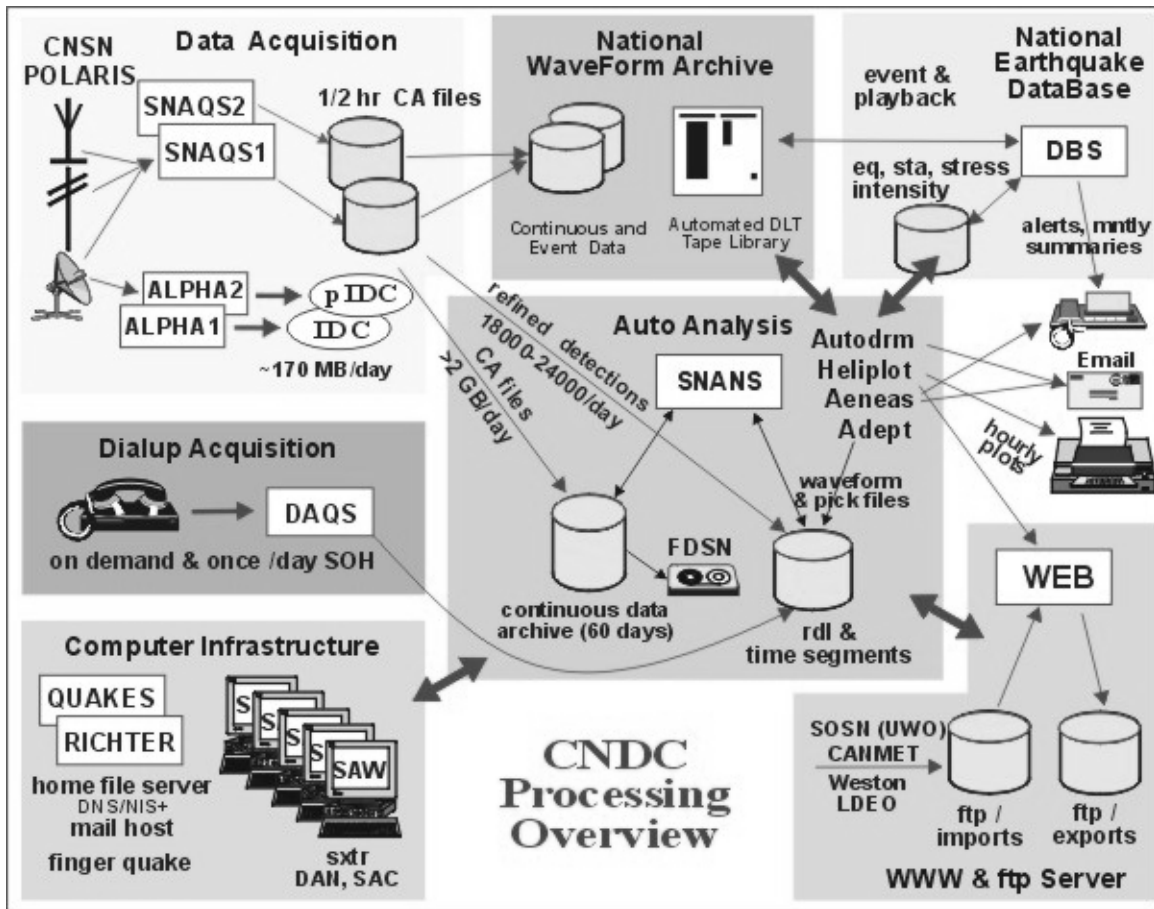 Data Acquisition
CNSN
POLARIS
SNAQS2
SNAQS1
1/2 hr CA files
ALPHA2
ALPHA1
pIDC
IDC
~170 MB/day
National
WaveForm Archive
Continuous and
Event Data
Automated DLT
Tape Library
National
Earthquake
DataBase
event &
playback
DBS
eq, sta, stress
intensity
alerts, mntly
summaries
Auto Analysis
refined detections
18000-24000/day
CA files
>2 GB/day
SNANS
Autodrm
Heliplot
Aeneas
Adept
Email
hourly
plots
waveform
& pick files
FDSN
continuous data
archive (60 days)
rdl &
time segments
Dialup Acquisition
DAQS
on demand & once /day SOH
Computer Infrastructure
QUAKES
RICHTER
home file server
DNS/NIS+
mail host
finger quake
S
S
S
S
SAW
sxtr
DAN, SAC
CNDC
Processing
Overview
WEB
SOSN (UWO)
CANMET
Weston
LDEO
ftp /
imports
ftp /
exports
WWW & ftp Server